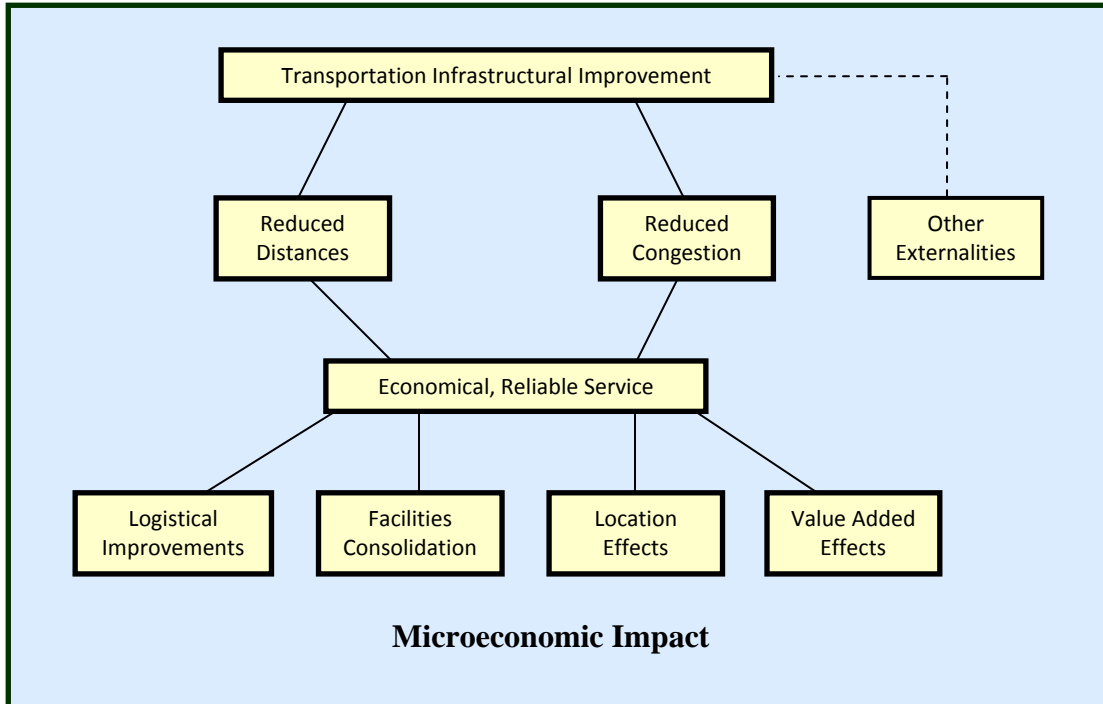 Transportation Infrastructural Improvement
Reduced
Distances
Reduced
Congestion
Other
Externalities
Economical, Reliable Service
Logistical
Improvements
Facilities
Consolidation
Location
Effects
Value Added
Effects
Microeconomic Impact